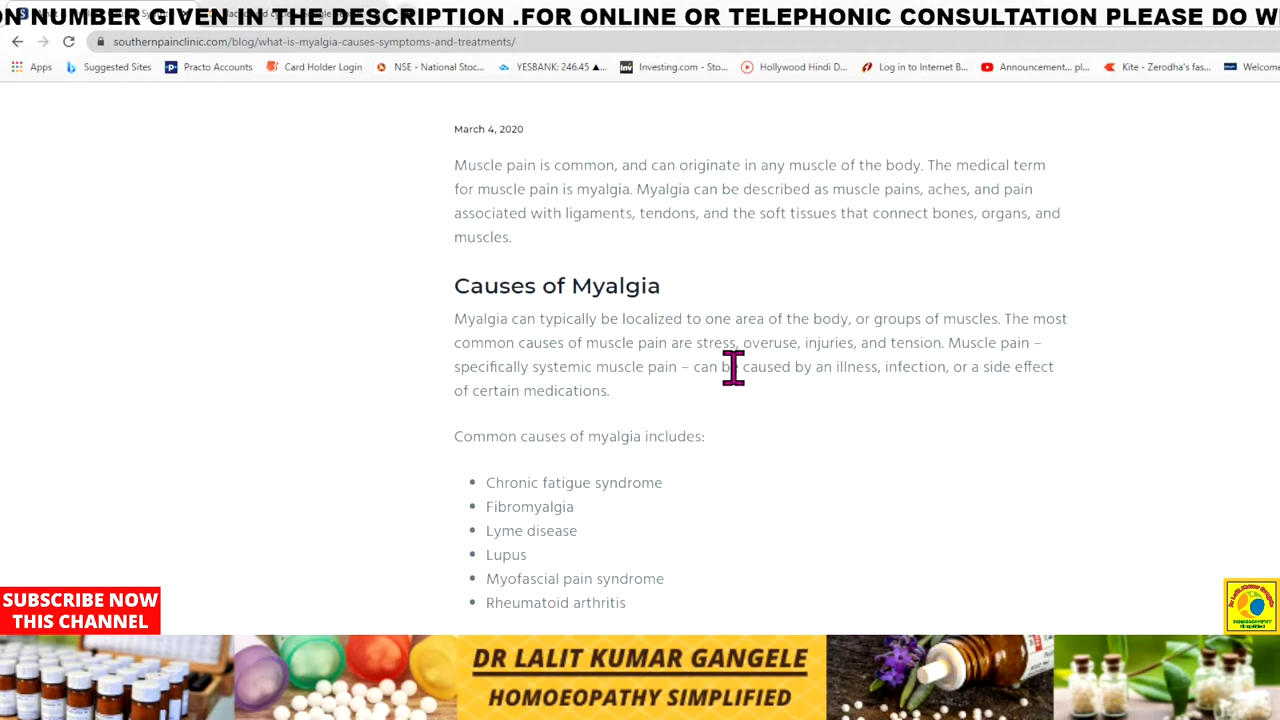 ON NUMBER GIVEN IN THE DESCRIPTION .FOR ONLINE OR TELEPHONIC CONSULTATION PLEASE DO W
southernpainclinic.com/blog/what-is-myalgia-causes-symptoms-and-treatments/
Apps Suggested Sites Practo Accounts Card Holder Login NSE - National Stoc... YESBANK: 246.45 ▲... Investing.com - Sto... Hollywood Hindi D... Log in to Internet B... Announcement... pl... Kite - Zerodha's fas... Welcome
March 4, 2020
Muscle pain is common, and can originate in any muscle of the body. The medical term
for muscle pain is myalgia. Myalgia can be described as muscle pains, aches, and pain
associated with ligaments, tendons, and the soft tissues that connect bones, organs, and
muscles.
Causes of Myalgia
Myalgia can typically be localized to one area of the body, or groups of muscles. The most
common causes of muscle pain are stress, overuse, injuries, and tension. Muscle pain –
specifically systemic muscle pain – can be caused by an illness, infection, or a side effect
of certain medications.
Common causes of myalgia includes:
• Chronic fatigue syndrome
• Fibromyalgia
• Lyme disease
• Lupus
• Myofascial pain syndrome
• Rheumatoid arthritis
SUBSCRIBE NOW
THIS CHANNEL
DR LALIT KUMAR GANGELE
HOMOEOPATHY SIMPLIFIED